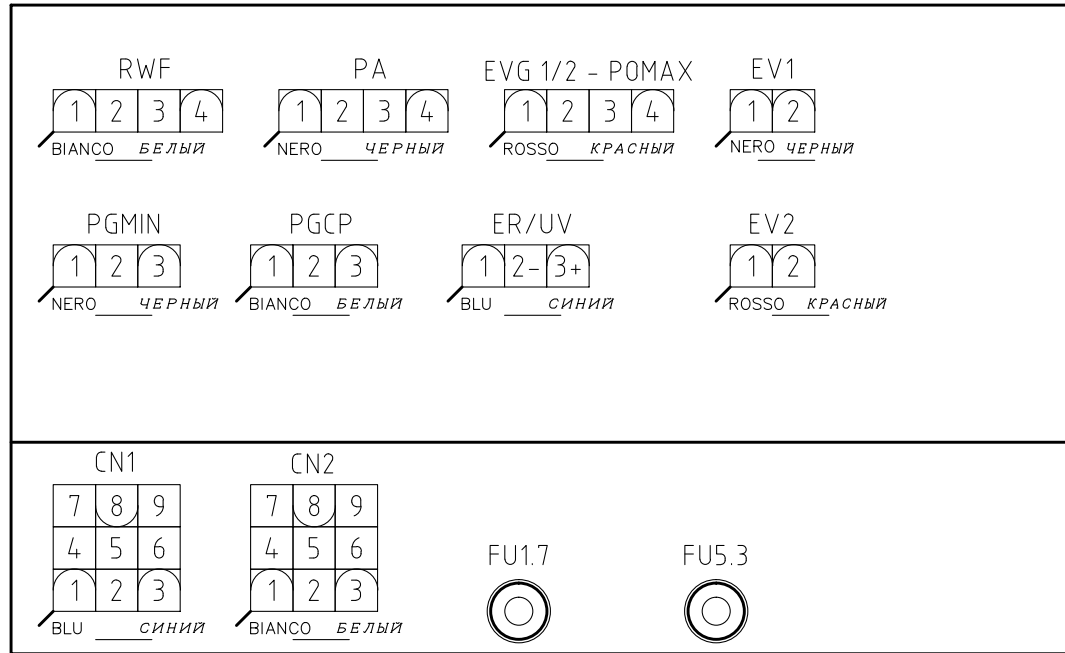 RWF PA EVG 1/2 - POMAX EV1
1 2 3 4 1 2 3 4 1 2 3 4 1 2
BIANCO БЕЛЫЙ NERO ЧЕРНЫЙ ROSSO КРАСНЫЙ NERO ЧЕРНЫЙ
PGMIN PGCP ER/UV EV2
1 2 3 1 2 3 1 2- 3+ 1 2
NERO ЧЕРНЫЙ BIANCO БЕЛЫЙ BLU СИНИЙ ROSSO КРАСНЫЙ
CN1 CN2
7 8 9 7 8 9
4 5 6 4 5 6
FU1.7 FU5.3
1 2 3 1 2 3
BLU СИНИЙ BIANCO БЕЛЫЙ